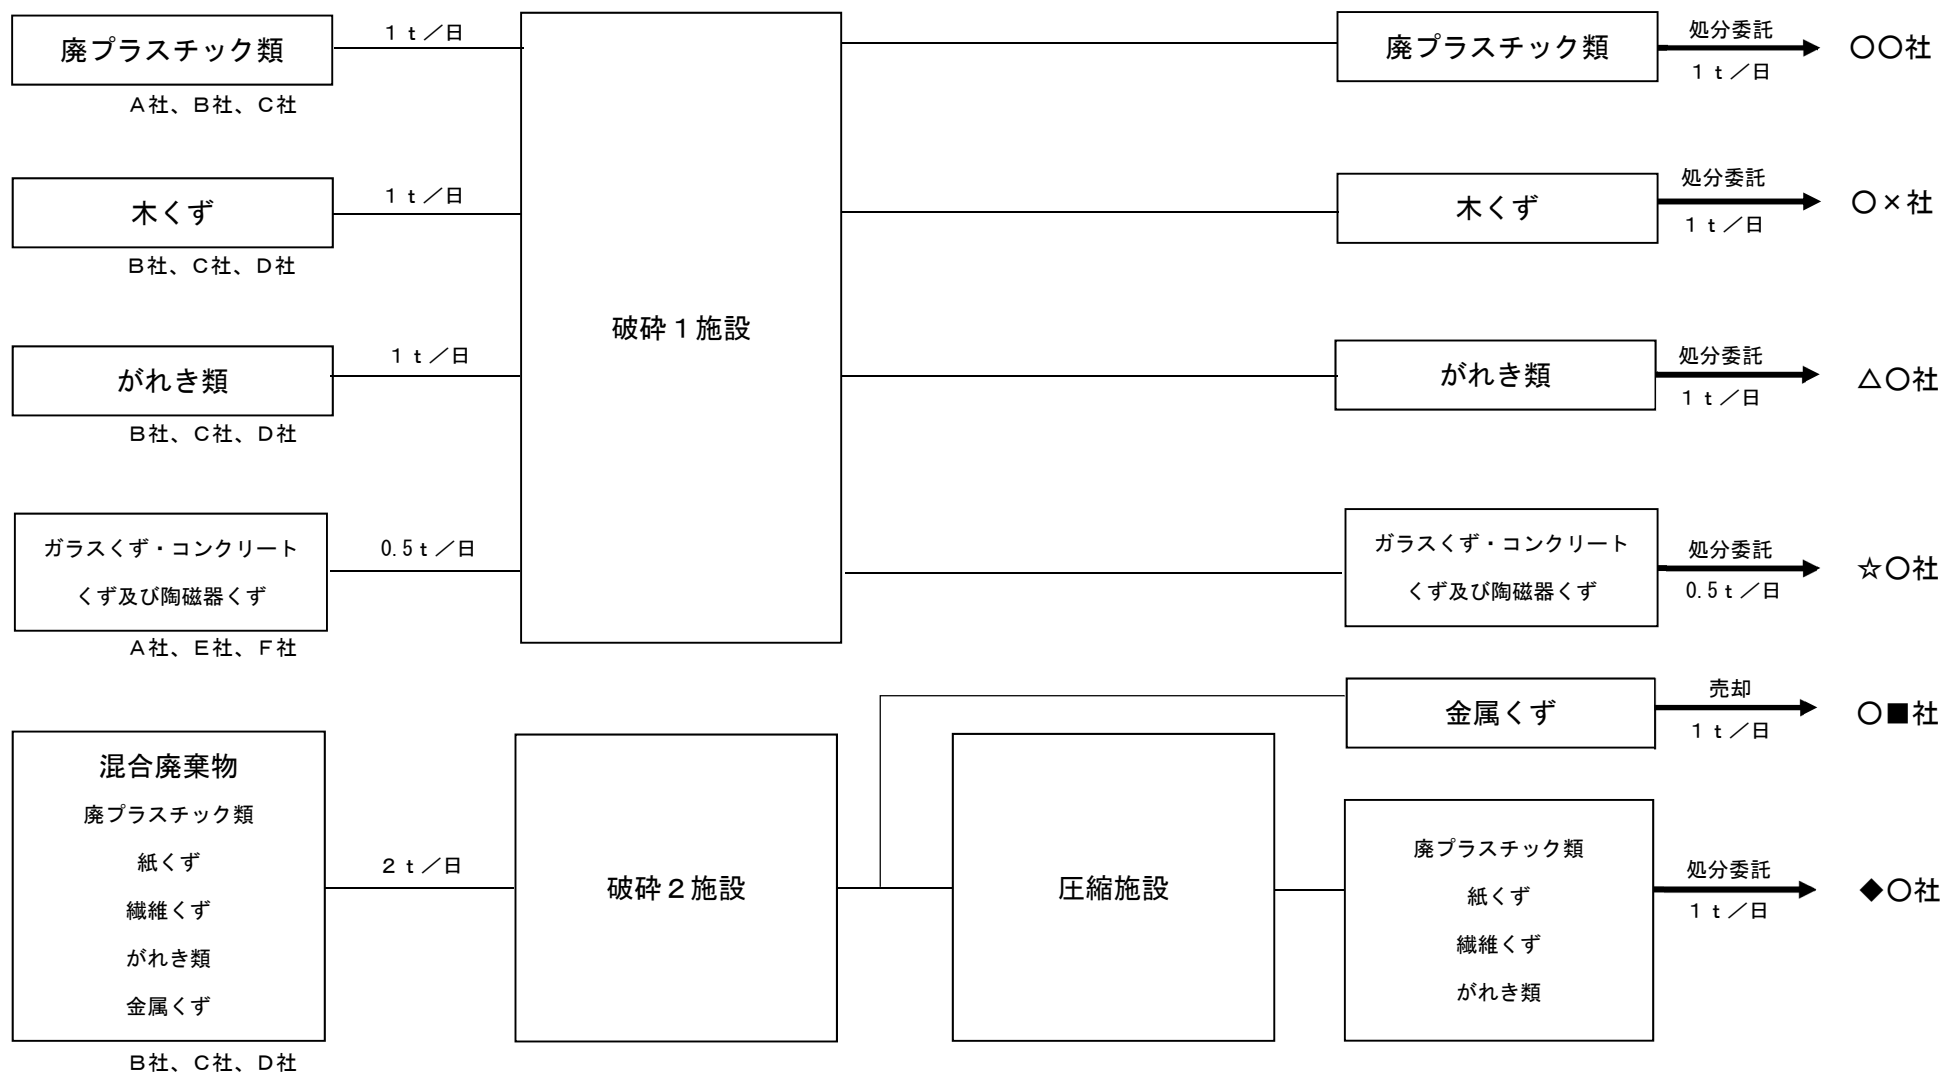 廃プラスチック類
1 t/日
A社、B社、C社
木くず
1 t/日
B社、C社、D社
がれき類
1 t/日
B社、C社、D社
ガラスくず・コンクリート
くず及び陶磁器くず
0.5 t/日
A社、E社、F社
破砕1施設
廃プラスチック類
処分委託
1 t/日
〇〇社
木くず
処分委託
1 t/日
〇×社
がれき類
処分委託
1 t/日
△〇社
ガラスくず・コンクリート
くず及び陶磁器くず
処分委託
0.5 t/日
☆〇社
混合廃棄物
廃プラスチック類
紙くず
繊維くず
がれき類
金属くず
B社、C社、D社
2 t/日
破砕2施設
圧縮施設
金属くず
売却
1 t/日
〇■社
廃プラスチック類
紙くず
繊維くず
がれき類
処分委託
1 t/日
◆〇社